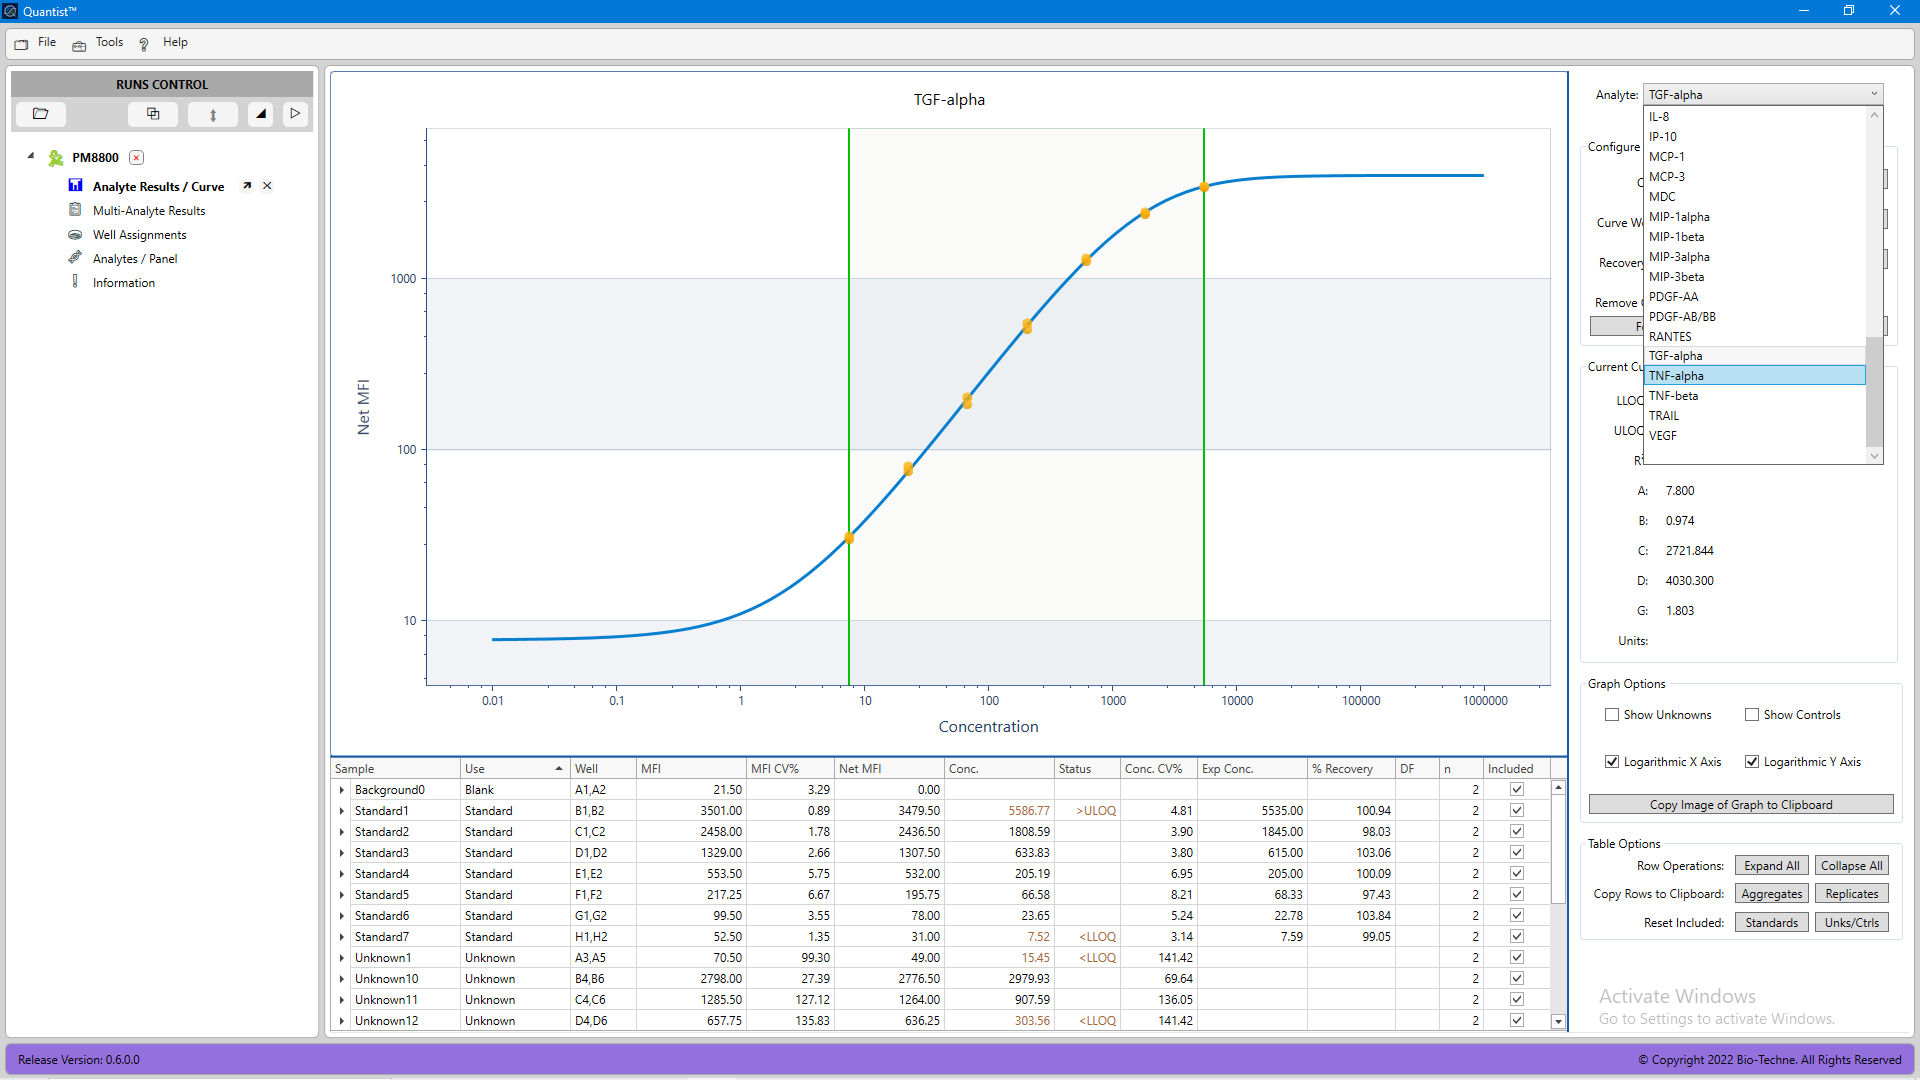 Quantist™
File Tools Help
RUNS CONTROL
PM8800
Analyte Results / Curve
Multi-Analyte Results
Well Assignments
Analytes / Panel
Information
TGF-alpha
Net MFI
1000
100
10
0.01 0.1 1 10 100 1000 10000 100000 1000000
Concentration
Analyte: TGF-alpha
IL-8
IP-10
MCP-1
MCP-3
MDC
MIP-1alpha
MIP-1beta
MIP-3alpha
MIP-3beta
PDGF-AA
PDGF-AB/BB
RANTES
TGF-alpha
TNF-alpha
TNF-beta
TRAIL
VEGF
Configure
Curve W
Recovery
Remove
Current Cu
LLOQ
ULOQ
A: 7.800
B: 0.974
C: 2721.844
D: 4030.300
G: 1.803
Units:
Graph Options
Show Unknowns Show Controls
Logarithmic X Axis Logarithmic Y Axis
Copy Image of Graph to Clipboard
Table Options
Row Operations: Expand All Collapse All
Copy Rows to Clipboard: Aggregates Replicates
Reset Included: Standards Unks/Ctrls
Sample Use Well MFI MFI CV% Net MFI Conc. Status Conc. CV% Exp Conc. % Recovery DF n Included
Background0 Blank A1,A2 21.50 3.29 0.00 2
Standard1 Standard B1,B2 3501.00 0.89 3479.50 5586.77 >ULOQ 4.81 5535.00 100.94 2
Standard2 Standard C1,C2 2458.00 1.78 2436.50 1808.59 3.90 1845.00 98.03 2
Standard3 Standard D1,D2 1329.00 2.66 1307.50 633.83 3.80 615.00 103.06 2
Standard4 Standard E1,E2 553.50 5.75 532.00 205.19 6.95 205.00 100.09 2
Standard5 Standard F1,F2 217.25 6.67 195.75 66.58 8.21 68.33 97.43 2
Standard6 Standard G1,G2 99.50 3.55 78.00 23.65 5.24 22.78 103.84 2
Standard7 Standard H1,H2 52.50 1.35 31.00 7.52 <LLOQ 3.14 7.59 99.05 2
Unknown1 Unknown A3,A5 70.50 99.30 49.00 15.45 <LLOQ 141.42 2
Unknown10 Unknown B4,B6 2798.00 27.39 2776.50 2979.93 69.64 2
Unknown11 Unknown C4,C6 1285.50 127.12 1264.00 907.59 136.05 2
Unknown12 Unknown D4,D6 657.75 135.83 636.25 303.56 <LLOQ 141.42 2
Activate Windows
Go to Settings to activate Windows.
Release Version: 0.6.0.0
© Copyright 2022 Bio-Techne. All Rights Reserved